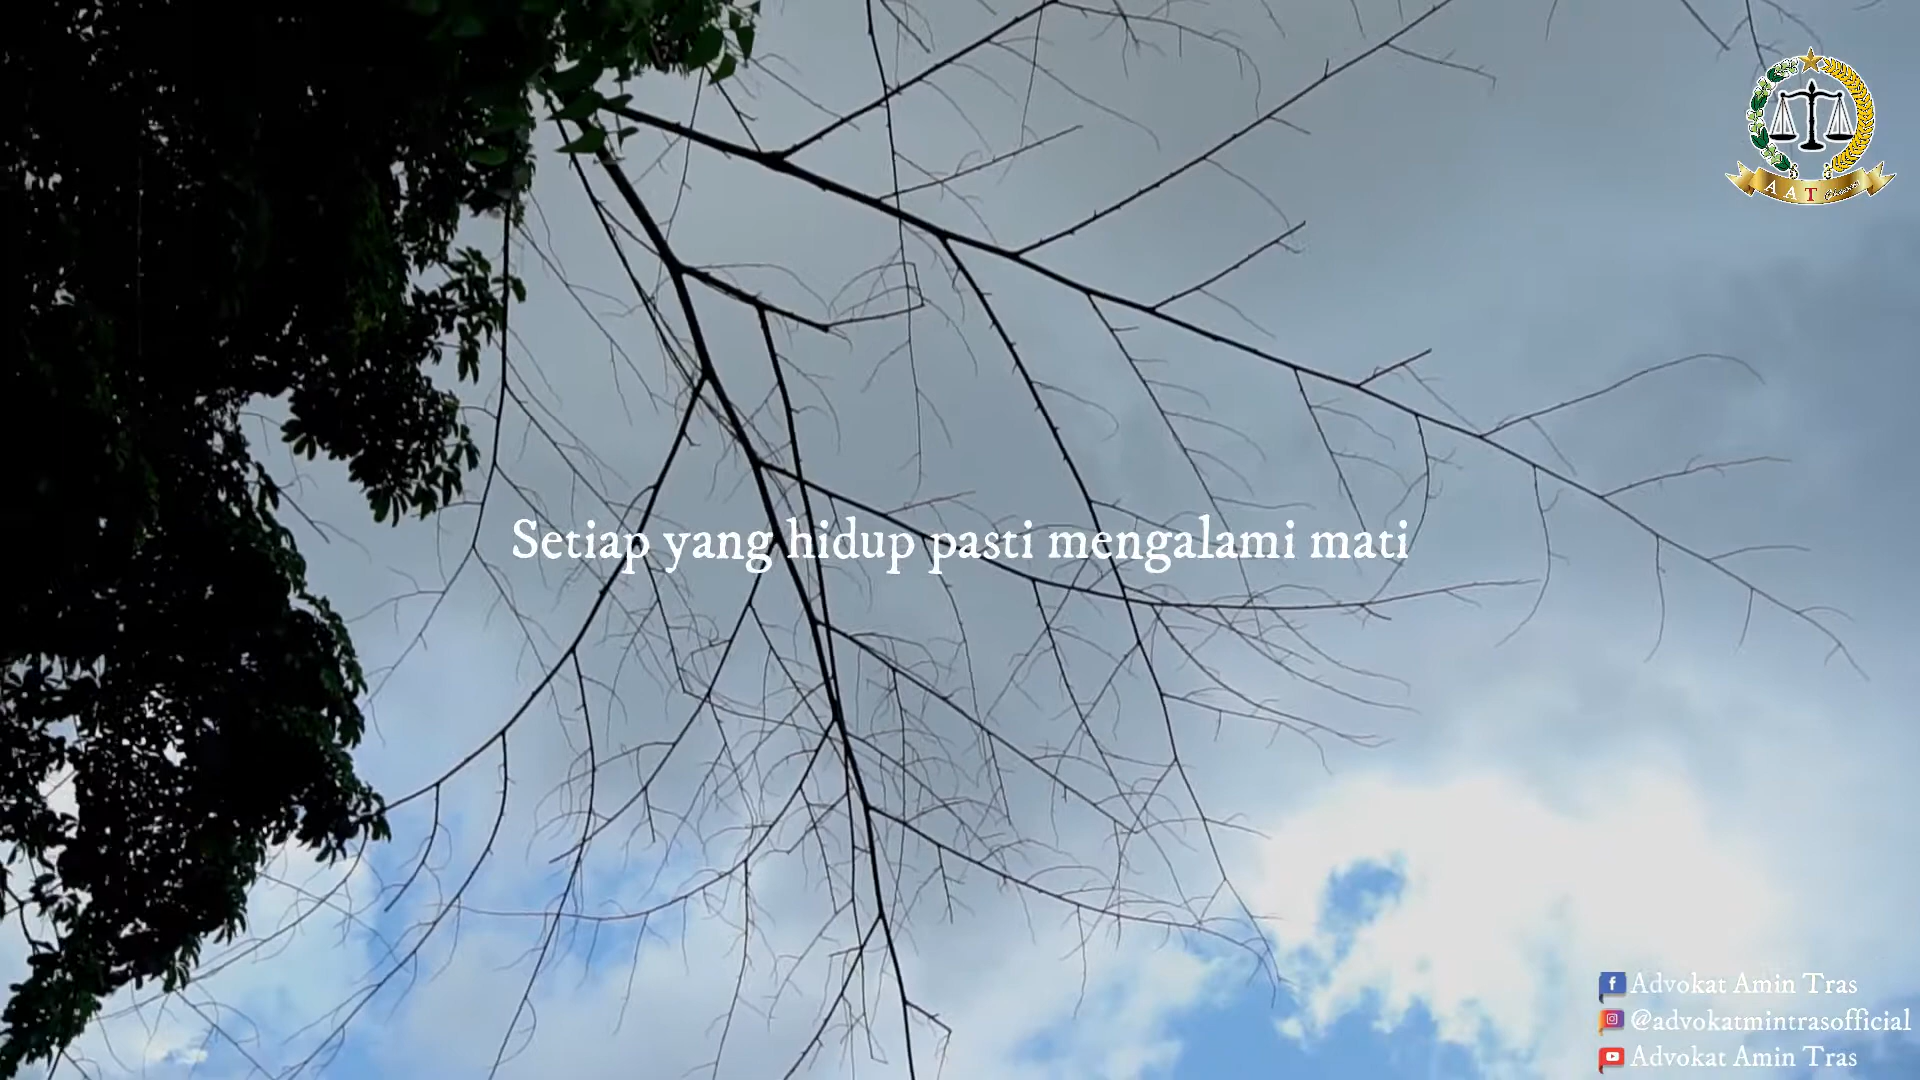 A A T
Setiap yang hidup pasti mengalami mati
Advokat Amin Tras
@advokatmintrasofficial
Advokat Amin Tras